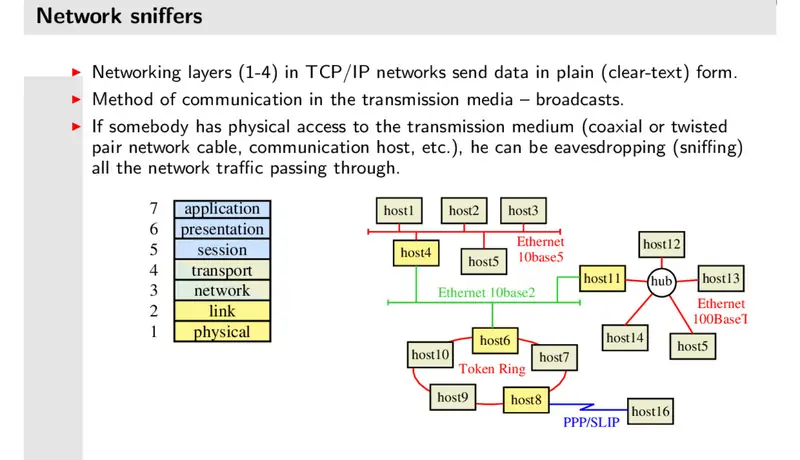 Network sniffers
Networking layers (1-4) in TCP/IP networks send data in plain (clear-text) form.
Method of communication in the transmission media – broadcasts.
If somebody has physical access to the transmission medium (coaxial or twisted
pair network cable, communication host, etc.), he can be eavesdropping (sniffing)
all the network traffic passing through.
7 application
6 presentation
5 session
4 transport
3 network
2 link
1 physical
host1
host2
host3
host4
host5
Ethernet
10base5
Ethernet 10base2
host12
host11
hub
host13
Ethernet
100BaseT
host14
host5
host6
host10
host7
Token Ring
host9
host8
PPP/SLIP
host16